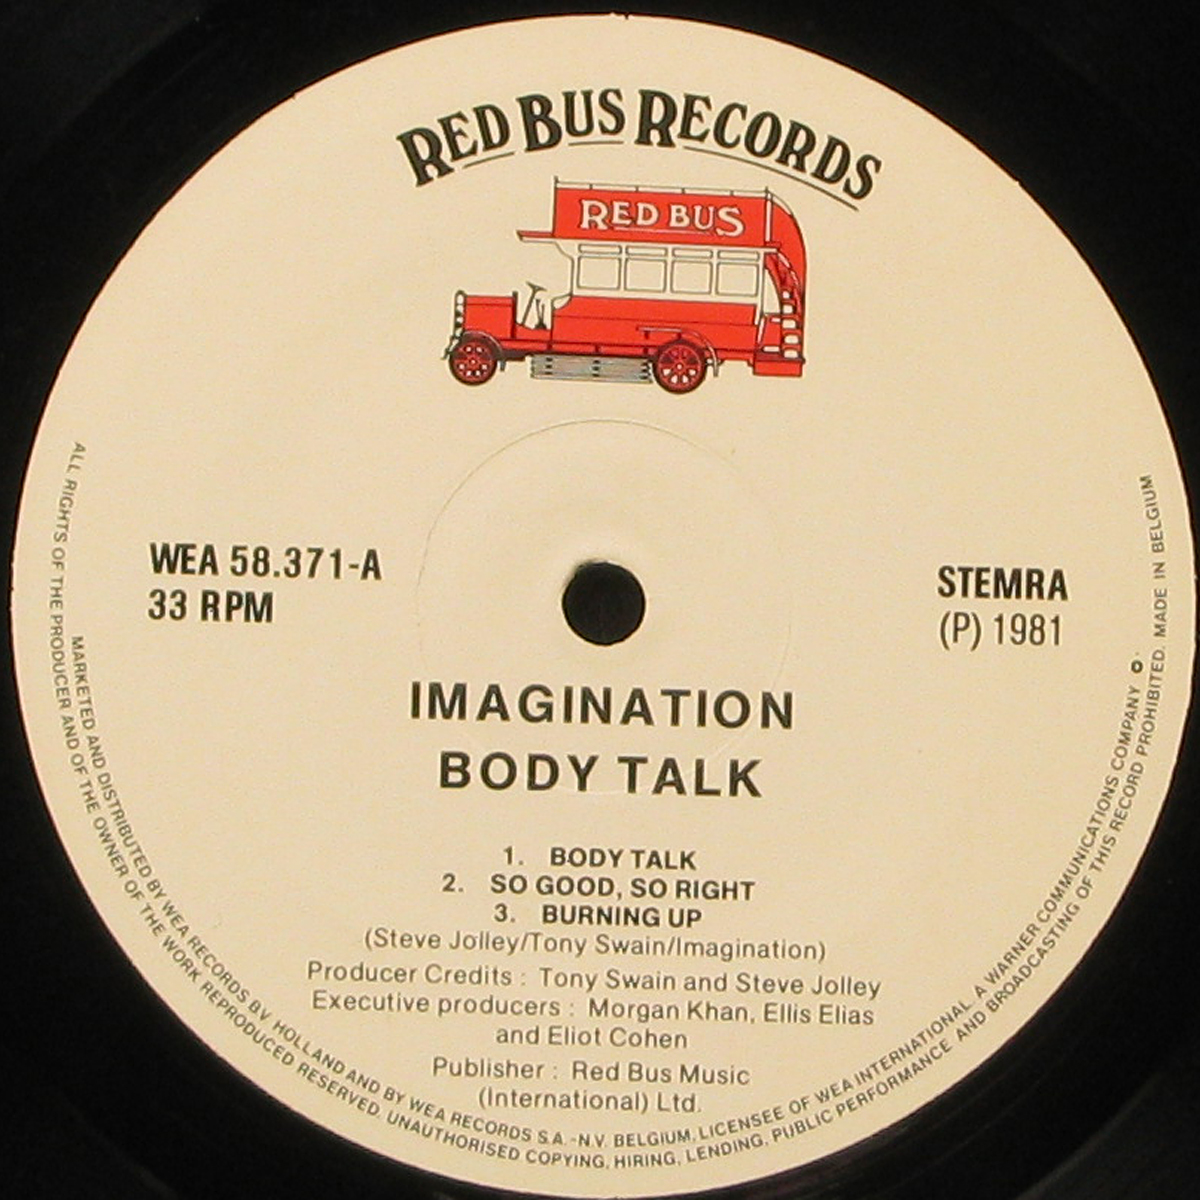 RED BUS RECORDS
RED BUS
WEA 58.371-A
33 RPM
STEMRA
(P) 1981
IMAGINATION
BODY TALK
1. BODY TALK
2. SO GOOD, SO RIGHT
3. BURNING UP
(Steve Jolley/Tony Swain/Imagination)
Producer Credits : Tony Swain and Steve Jolley
Executive producers : Morgan Khan, Ellis Elias
and Eliot Cohen
Publisher : Red Bus Music
(International) Ltd.
MARKETED AND DISTRIBUTED BY WEA RECORDS B.V. HOLLAND AND BY WEA RECORDS S.A.-N.V. BELGIUM, LICENSEE OF WEA INTERNATIONAL. A WARNER COMMUNICATIONS COMPANY
ALL RIGHTS OF THE PRODUCER AND OF THE OWNER OF THE WORK REPRODUCED RESERVED. UNAUTHORISED COPYING, HIRING, LENDING, PUBLIC PERFORMANCE AND BROADCASTING OF THIS RECORD PROHIBITED. MADE IN BELGIUM